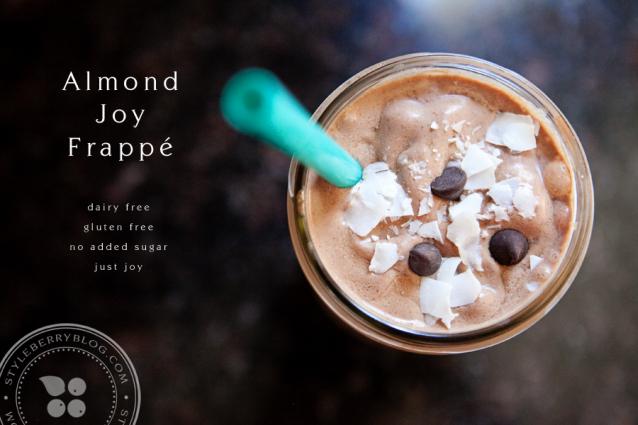 Almond
Joy
Frappé
dairy free
gluten free
no added sugar
just joy
STYLEBERRYBLOG.COM